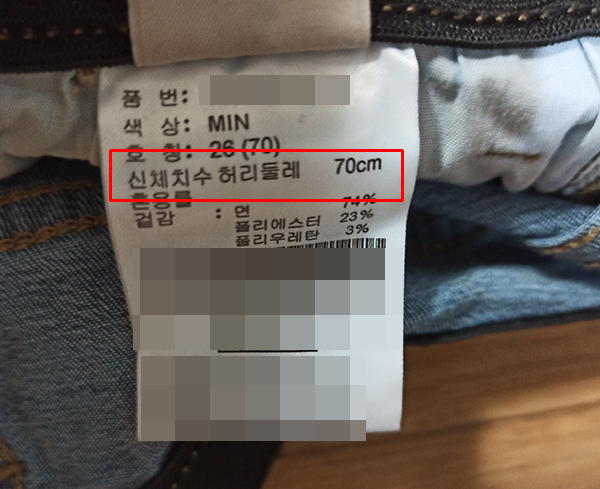 품 번:
색 상: MIN
호 칭: 26 (70)
신체치수 허리둘레 70cm
혼용률
겉감 : 면 74%
폴리에스터 23%
폴리우레탄 3%